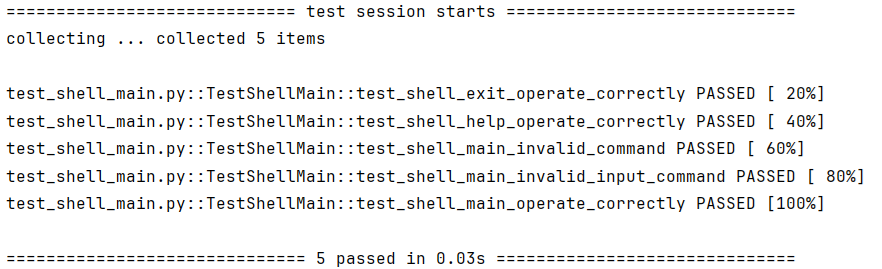 ============================= test session starts =============================
collecting ... collected 5 items
test_shell_main.py::TestShellMain::test_shell_exit_operate_correctly PASSED [ 20%]
test_shell_main.py::TestShellMain::test_shell_help_operate_correctly PASSED [ 40%]
test_shell_main.py::TestShellMain::test_shell_main_invalid_command PASSED [ 60%]
test_shell_main.py::TestShellMain::test_shell_main_invalid_input_command PASSED [ 80%]
test_shell_main.py::TestShellMain::test_shell_main_operate_correctly PASSED [100%]
============================== 5 passed in 0.03s ==============================